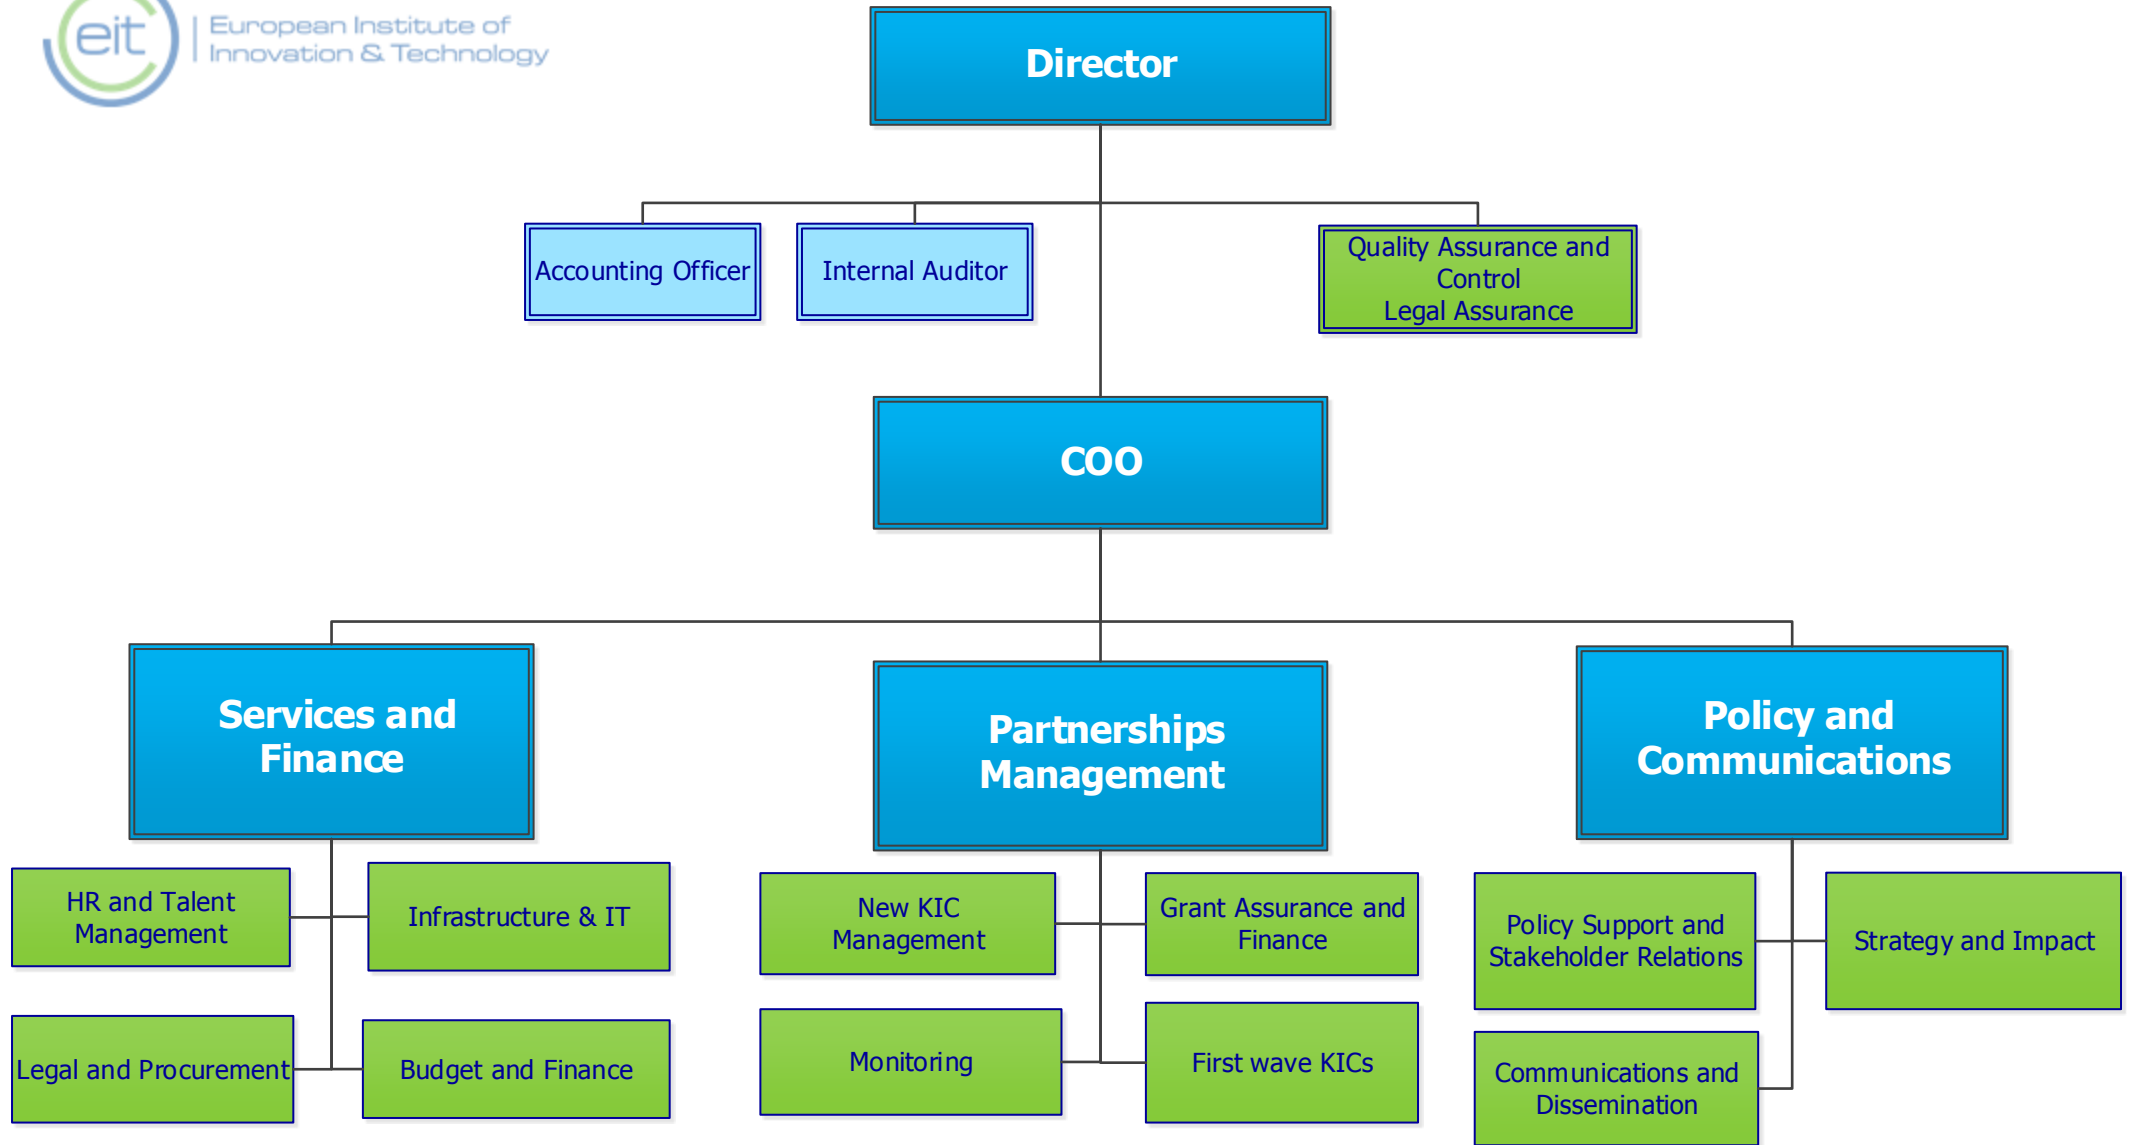 eit
European Institute of
Innovation & Technology
Director
Accounting Officer
Internal Auditor
Quality Assurance and
Control
Legal Assurance
COO
Services and
Finance
Partnerships
Management
Policy and
Communications
HR and Talent
Management
Infrastructure & IT
Legal and Procurement
Budget and Finance
New KIC
Management
Grant Assurance and
Finance
Monitoring
First wave KICs
Policy Support and
Stakeholder Relations
Strategy and Impact
Communications and
Dissemination